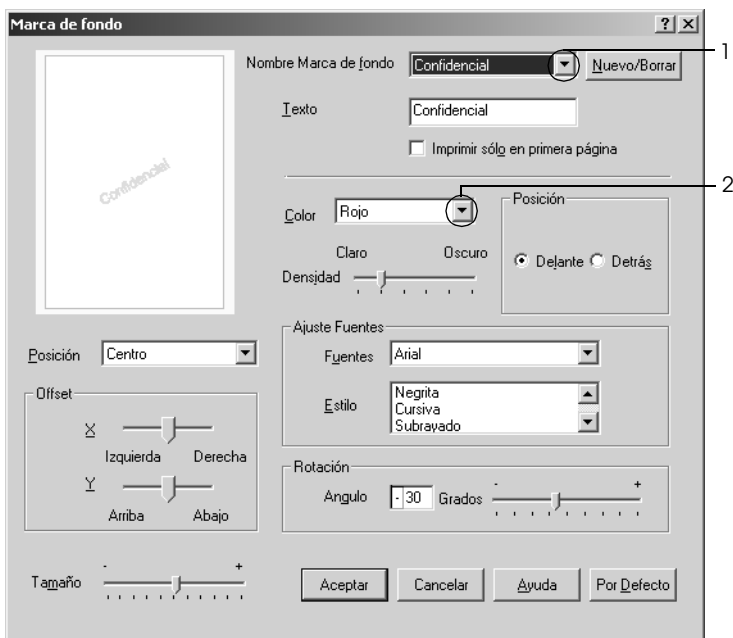 Marca de fondo
1
Nombre Marca de fondo Confidencial Nuevo/Borrar
Texto Confidencial
Imprimir sólo en primera página
Confidencial
2
Color Rojo
Posición
Claro Oscuro
Densidad
Delante Detrás
Posición Centro
Ajuste Fuentes
Fuentes Arial
Estilo Negrita
Cursiva
Subrayado
Offset
X
Izquierda Derecha
Y
Arriba Abajo
Rotación
Angulo -30 Grados - +
Tamaño - +
Aceptar Cancelar Ayuda Por Defecto